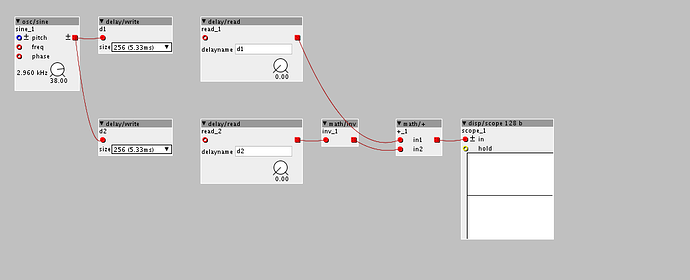 osc/sine
sine_1
pitch
freq
phase
2.960 kHz
38.00
delay/write
d1
size 256 (5.33ms)
delay/read
read_1
delayname d1
0.00
delay/write
d2
size 256 (5.33ms)
delay/read
read_2
delayname d2
0.00
math/inv
inv_1
math/+
+_1
in1
in2
disp/scope 128 b
scope_1
in
hold